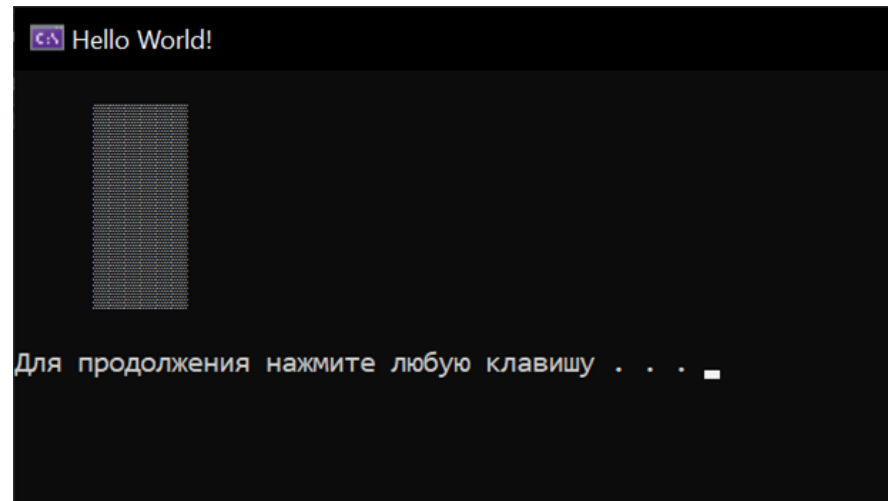 C:\ Hello World!
Для продолжения нажмите любую клавишу . . .